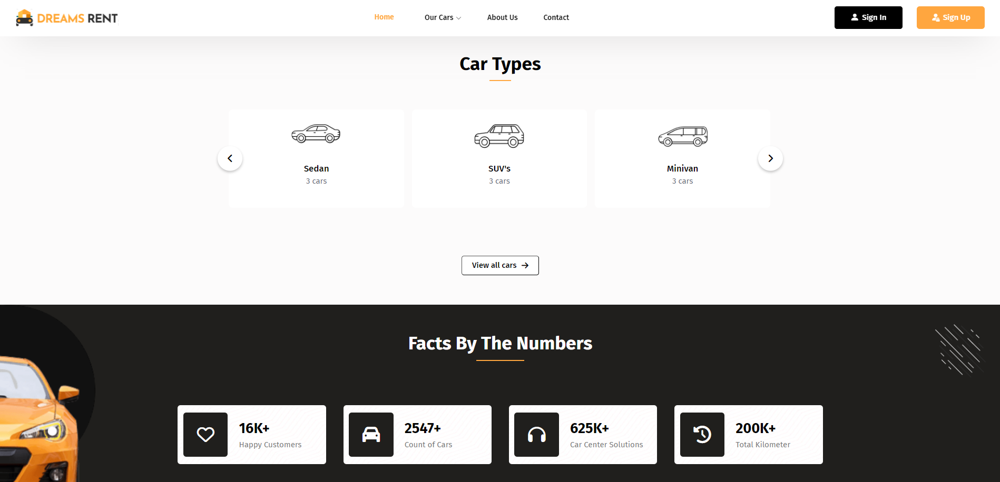 DREAMS RENT
Home
Our Cars
About Us
Contact
Sign In
Sign Up
Car Types
Sedan
3 cars
SUV's
3 cars
Minivan
3 cars
View all cars
Facts By The Numbers
16K+
Happy Customers
2547+
Count of Cars
625K+
Car Center Solutions
200K+
Total Kilometer